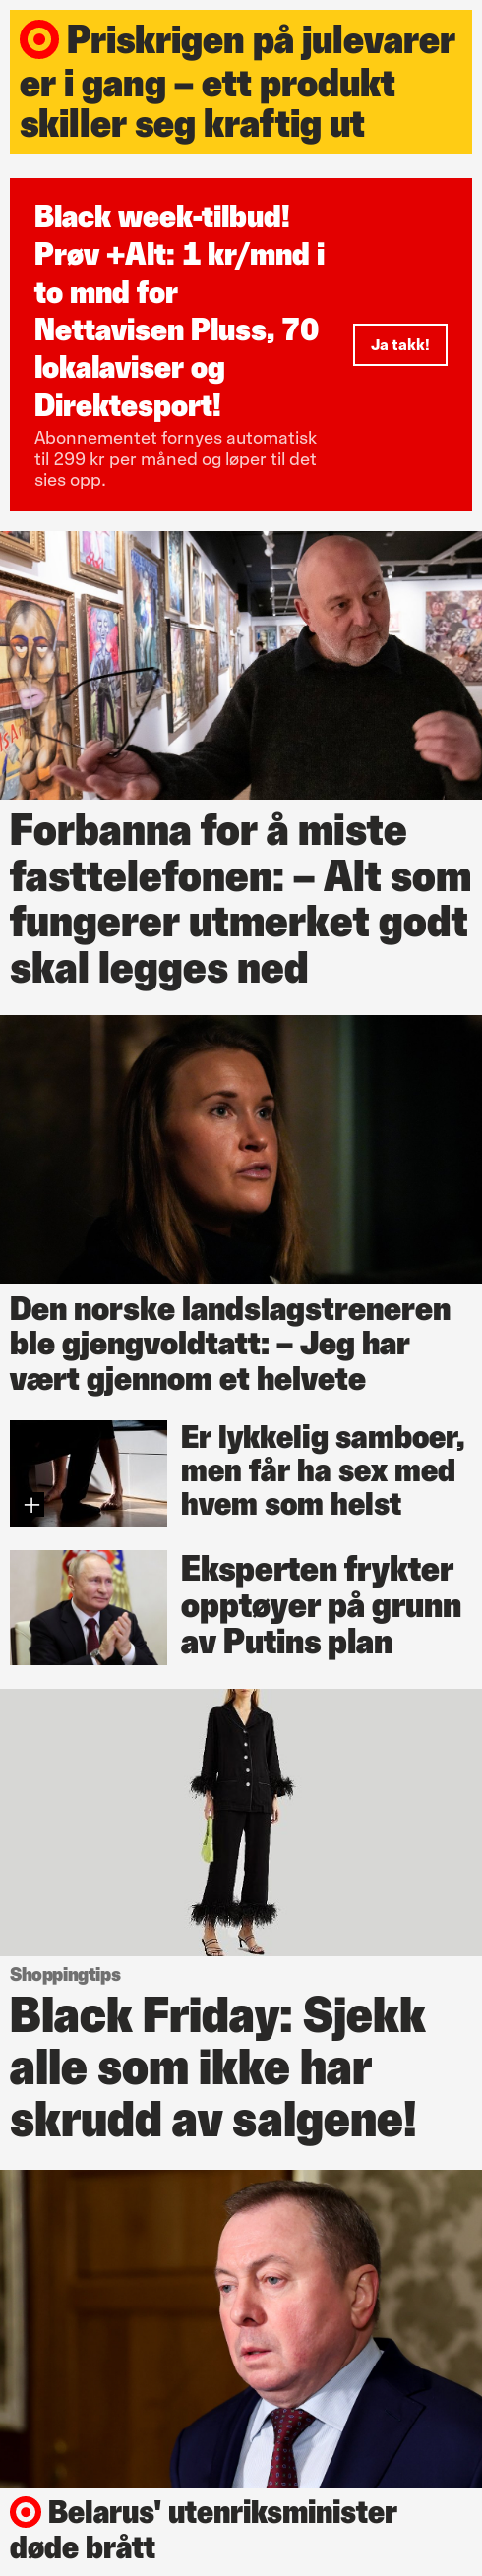 Priskrigen på julevarer
er i gang – ett produkt
skiller seg kraftig ut
Black week-tilbud!
Prøv +Alt: 1 kr/mnd i
to mnd for
Nettavisen Pluss, 70
lokalaviser og
Direktesport!
Ja takk!
Abonnementet fornyes automatisk
til 299 kr per måned og løper til det
sies opp.
Forbanna for å miste
fasttelefonen: – Alt som
fungerer utmerket godt
skal legges ned
Den norske landslagstreneren
ble gjengvoldtatt: – Jeg har
vært gjennom et helvete
Er lykkelig samboer,
men får ha sex med
hvem som helst
Eksperten frykter
opptøyer på grunn
av Putins plan
Shoppingtips
Black Friday: Sjekk
alle som ikke har
skrudd av salgene!
Belarus' utenriksminister
døde brått